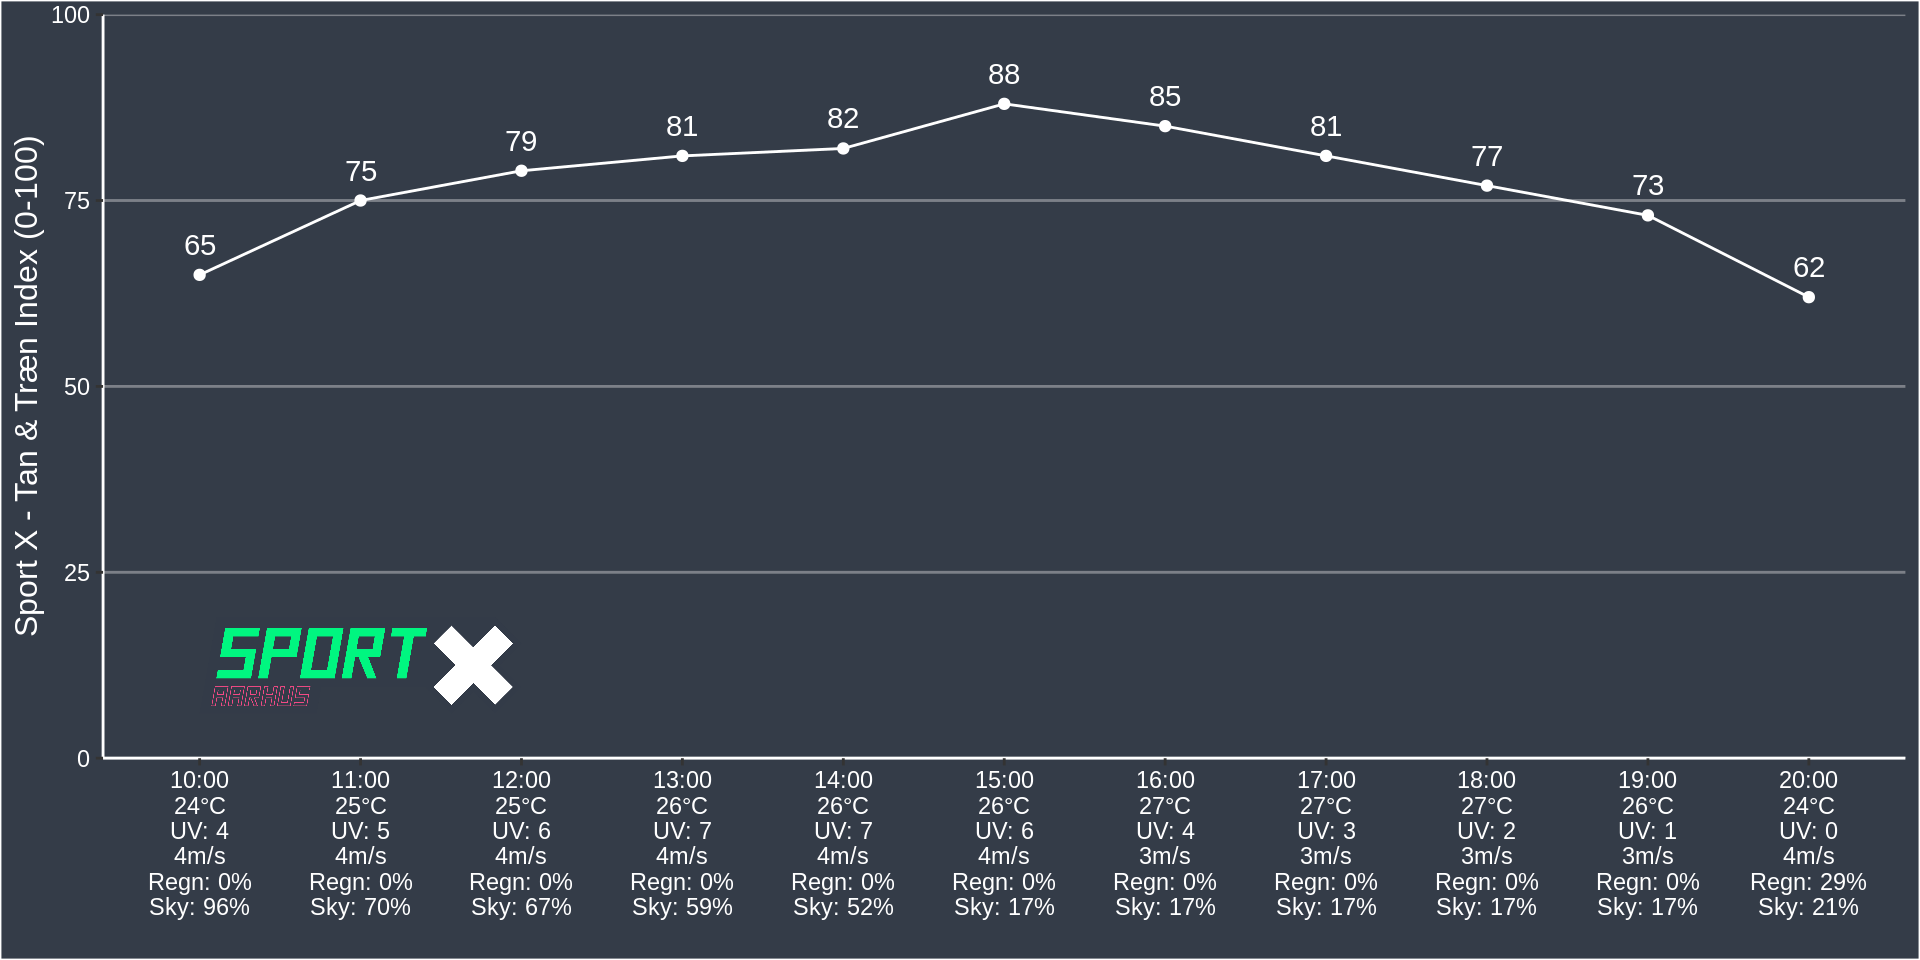 Sport X - Tan & Træn Index (0-100)
100
75
50
25
0
65
75
79
81
82
88
85
81
77
73
62
SPORT X
AARHUS
10:00
24°C
UV: 4
4m/s
Regn: 0%
Sky: 96%
11:00
25°C
UV: 5
4m/s
Regn: 0%
Sky: 70%
12:00
25°C
UV: 6
4m/s
Regn: 0%
Sky: 67%
13:00
26°C
UV: 7
4m/s
Regn: 0%
Sky: 59%
14:00
26°C
UV: 7
4m/s
Regn: 0%
Sky: 52%
15:00
26°C
UV: 6
4m/s
Regn: 0%
Sky: 17%
16:00
27°C
UV: 4
3m/s
Regn: 0%
Sky: 17%
17:00
27°C
UV: 3
3m/s
Regn: 0%
Sky: 17%
18:00
27°C
UV: 2
3m/s
Regn: 0%
Sky: 17%
19:00
26°C
UV: 1
3m/s
Regn: 0%
Sky: 17%
20:00
24°C
UV: 0
4m/s
Regn: 29%
Sky: 21%